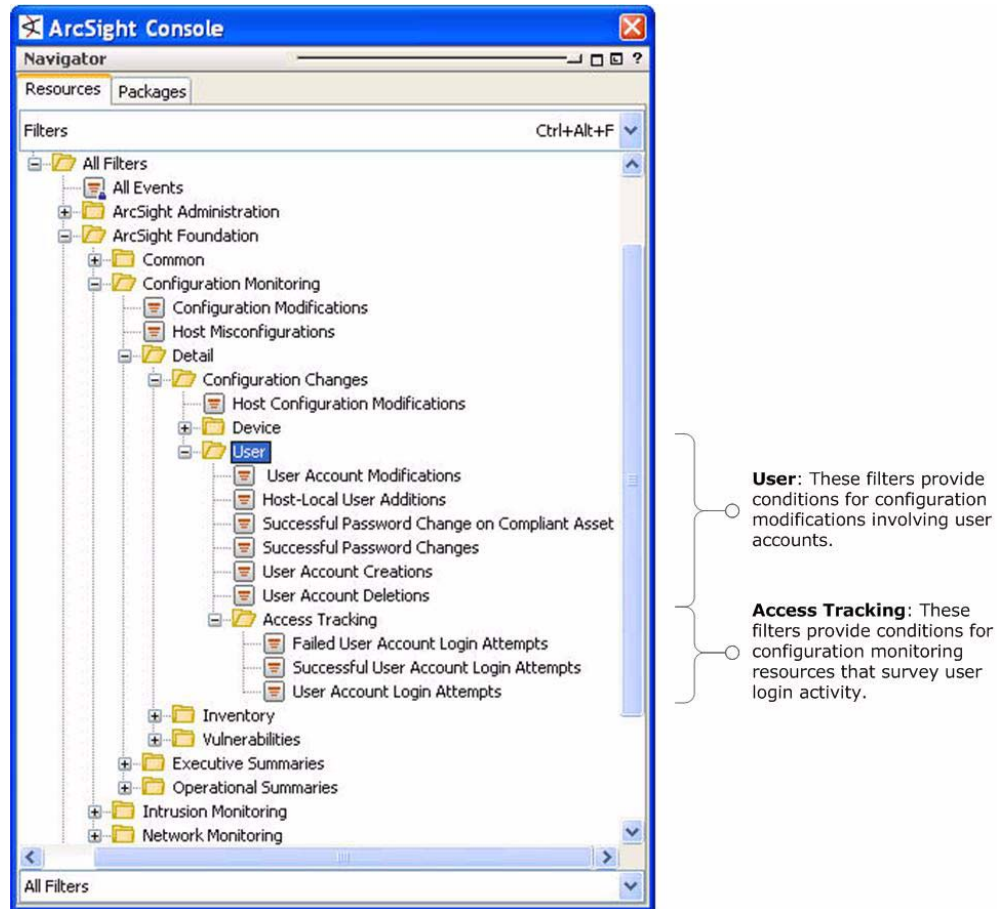 ArcSight Console
Navigator
?
Resources
Packages
Filters
Ctrl+Alt+F
All Filters
All Events
ArcSight Administration
ArcSight Foundation
Common
Configuration Monitoring
Configuration Modifications
Host Misconfigurations
Detail
Configuration Changes
Host Configuration Modifications
Device
User
User Account Modifications
Host-Local User Additions
Successful Password Change on Compliant Asset
Successful Password Changes
User Account Creations
User Account Deletions
Access Tracking
Failed User Account Login Attempts
Successful User Account Login Attempts
User Account Login Attempts
Inventory
Vulnerabilities
Executive Summaries
Operational Summaries
Intrusion Monitoring
Network Monitoring
All Filters
User: These filters provide
conditions for configuration
modifications involving user
accounts.
Access Tracking: These
filters provide conditions for
configuration monitoring
resources that survey user
login activity.